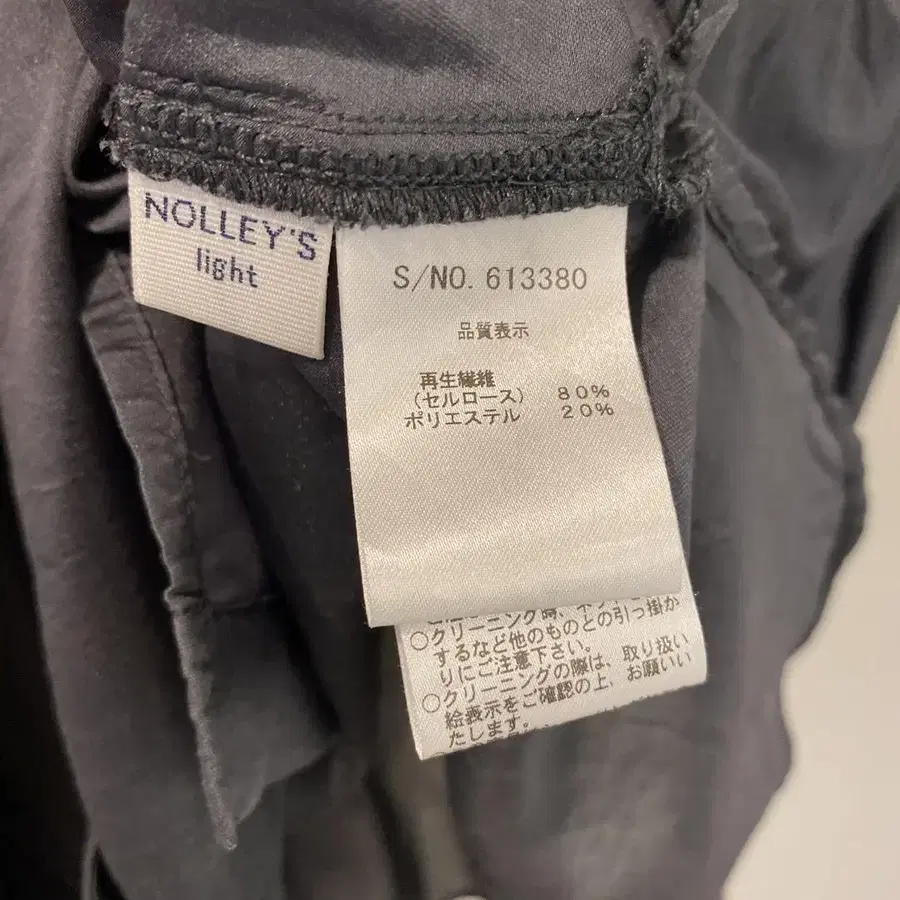 NOLLEY'S
light
S/NO. 613380
品質表示
再生繊維
(セルロース) 80%
ポリエステル 20%
○クリーニング時、
するなど他のものとの引っ掛か
りにご注意下さい。
○クリーニングの際は、取り扱い
絵表示をご確認の上、お願いい
たします。